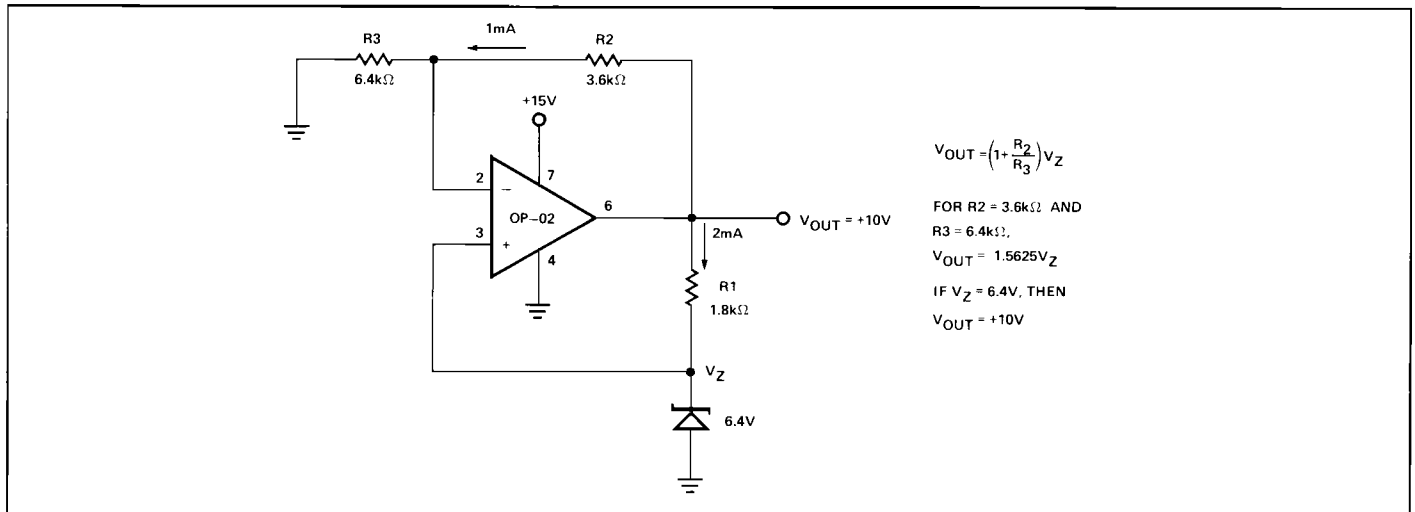 1mA
R3
R2
6.4kΩ
3.6kΩ
+15V
7
2
−
OP–02
6
3
+
4
VOUT = +10V
2mA
R1
1.8kΩ
VZ
6.4V
VOUT = (1+ R2/R3) VZ
FOR R2 = 3.6kΩ AND
R3 = 6.4kΩ,
VOUT = 1.5625VZ
IF VZ = 6.4V, THEN
VOUT = +10V